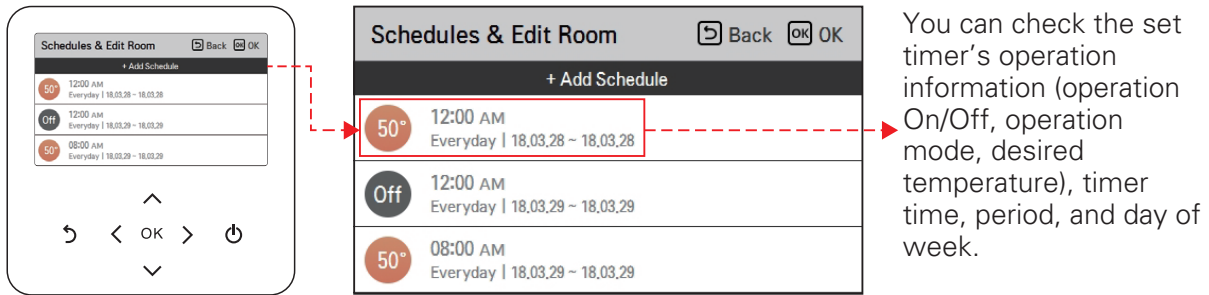 Schedules & Edit Room Back OK OK
+ Add Schedule
50° 12:00 AM
Everyday | 18.03.28 ~ 18.03.28
Off 12:00 AM
Everyday | 18.03.29 ~ 18.03.29
50° 08:00 AM
Everyday | 18.03.29 ~ 18.03.29
OK
Schedules & Edit Room Back OK OK
+ Add Schedule
50° 12:00 AM
Everyday | 18.03.28 ~ 18.03.28
Off 12:00 AM
Everyday | 18.03.29 ~ 18.03.29
50° 08:00 AM
Everyday | 18.03.29 ~ 18.03.29
You can check the set
timer's operation
information (operation
On/Off, operation
mode, desired
temperature), timer
time, period, and day of
week.